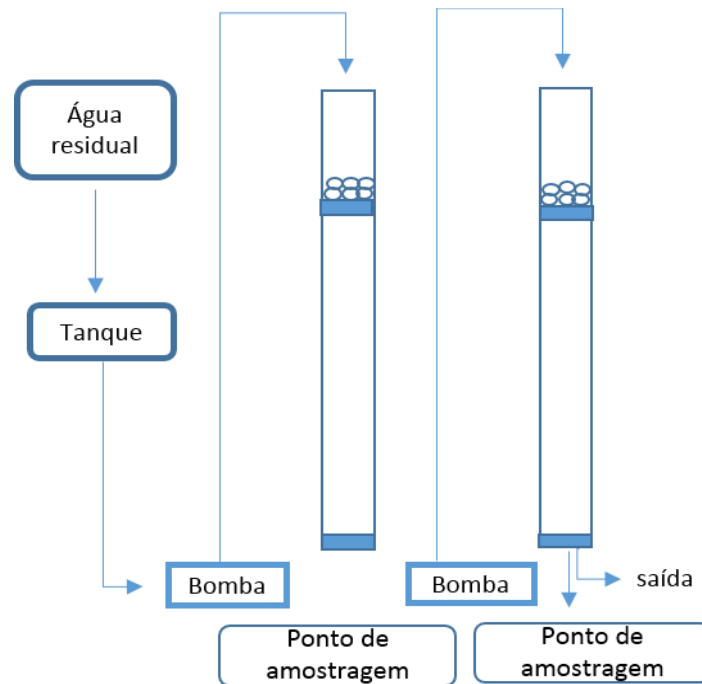 Água
residual
Tanque
Bomba
Bomba
saída
Ponto de
amostragem
Ponto de
amostragem